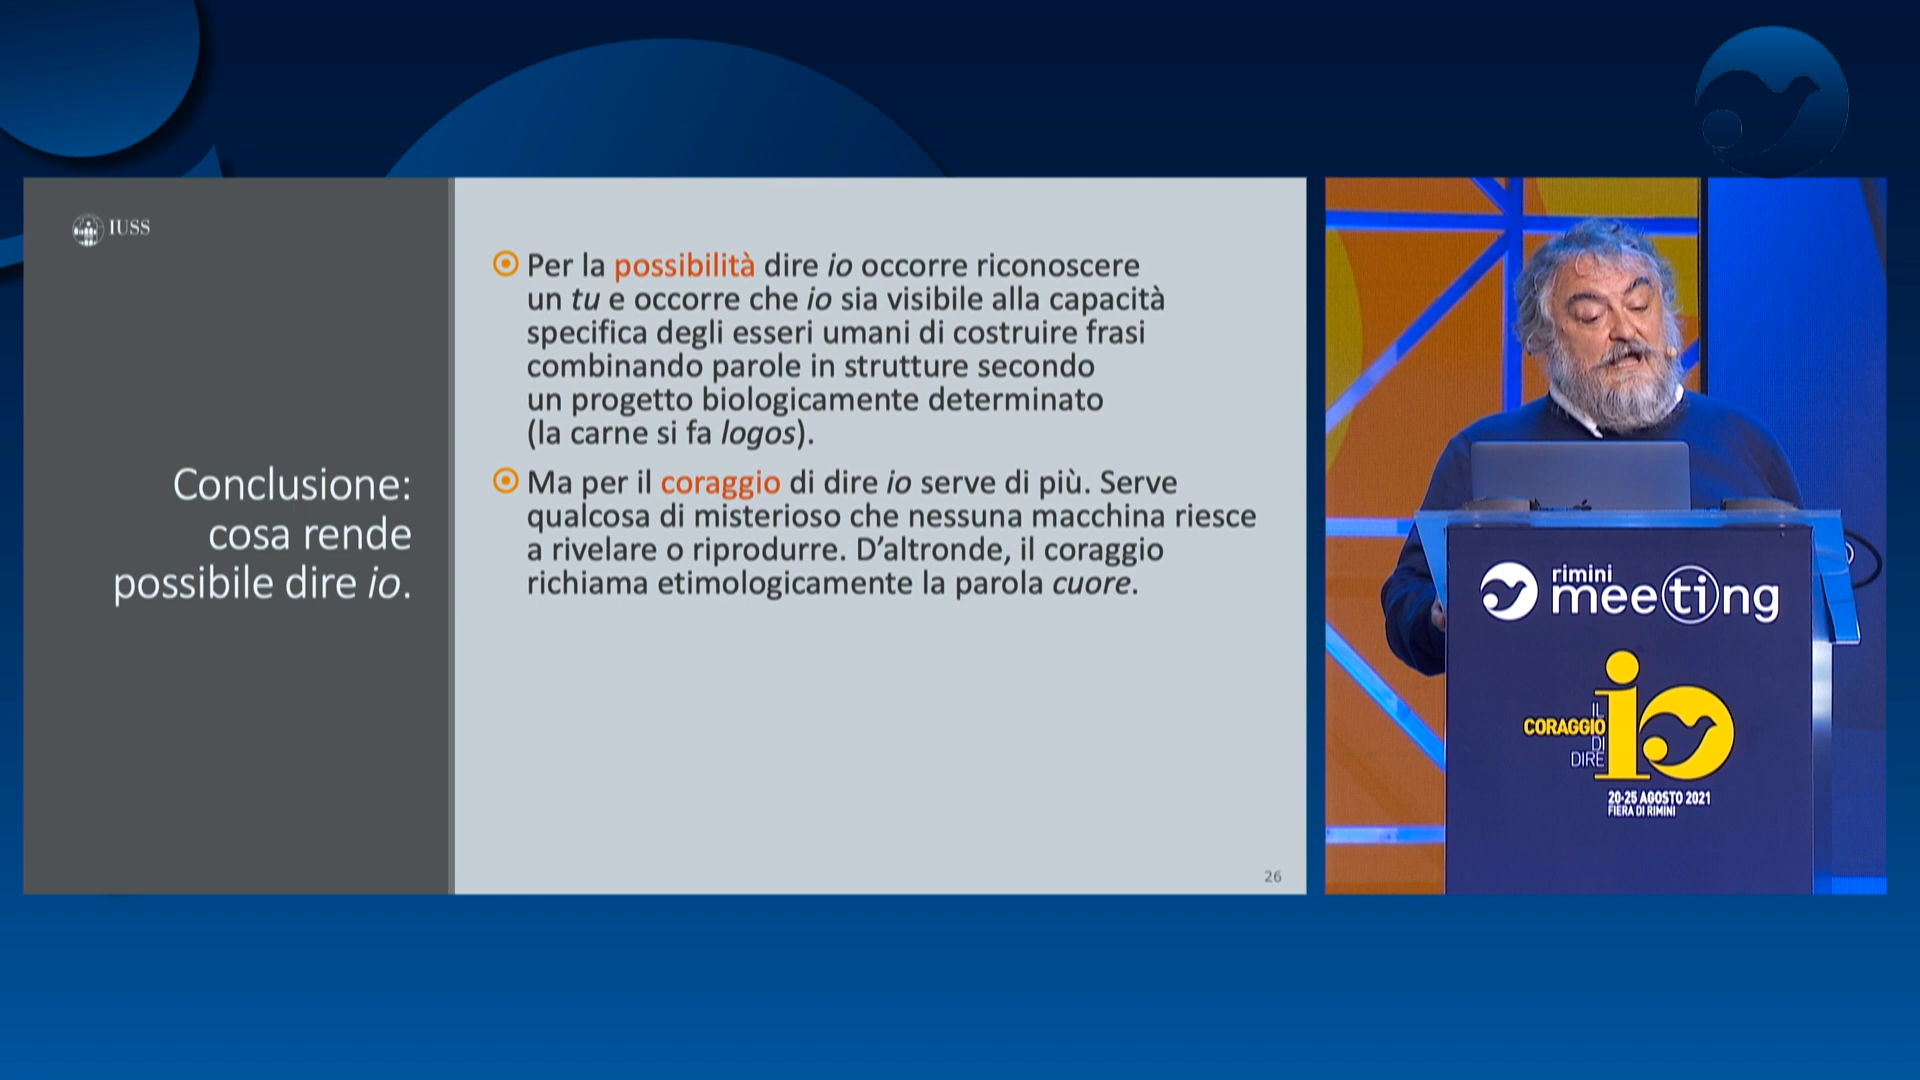 IUSS
Conclusione:
cosa rende
possibile dire io.
Per la possibilità dire io occorre riconoscere
un tu e occorre che io sia visibile alla capacità
specifica degli esseri umani di costruire frasi
combinando parole in strutture secondo
un progetto biologicamente determinato
(la carne si fa logos).
Ma per il coraggio di dire io serve di più. Serve
qualcosa di misterioso che nessuna macchina riesce
a rivelare o riprodurre. D’altronde, il coraggio
richiama etimologicamente la parola cuore.
26
rimini
meeting
IL
CORAGGIO
DI
DIRE
io
20-25 AGOSTO 2021
FIERA DI RIMINI